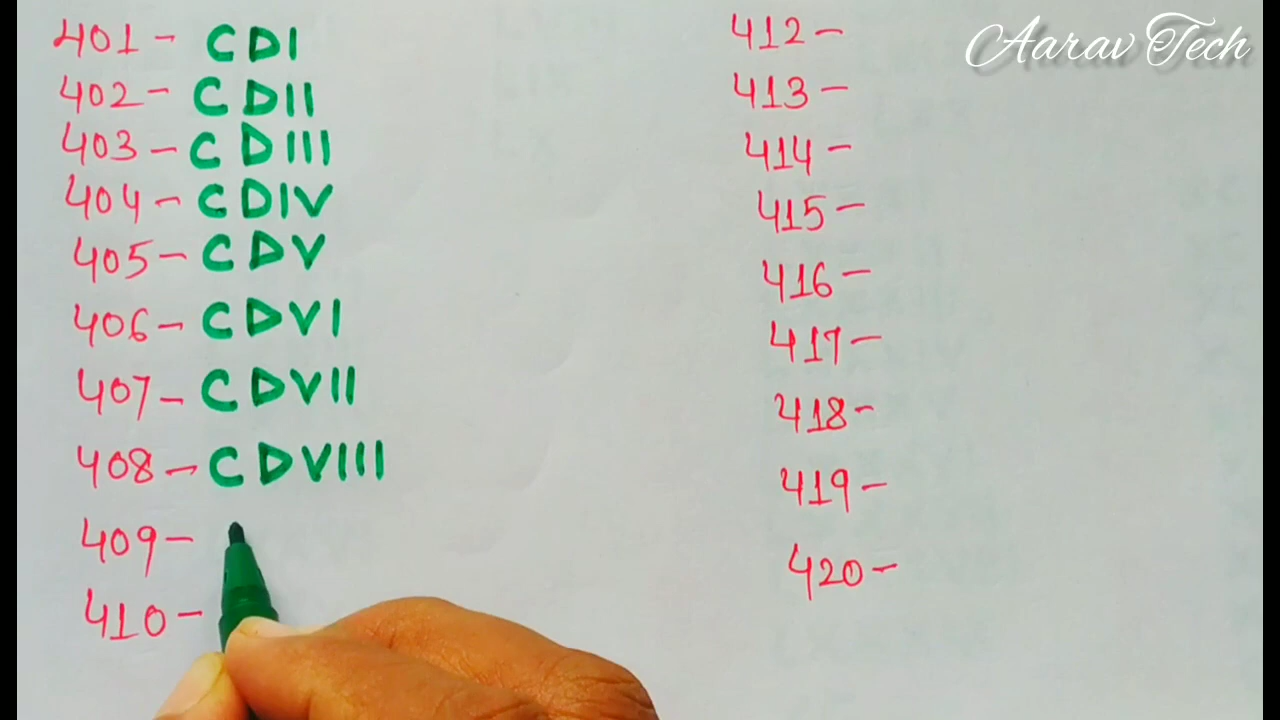 401 - CDI
402 - CDII
403 - CDIII
404 - CDIV
405 - CDV
406 - CDVI
407 - CDVII
408 - CDVIII
409 -
410 -
412 -
413 -
414 -
415 -
416 -
417 -
418 -
419 -
420 -
Aarav Tech